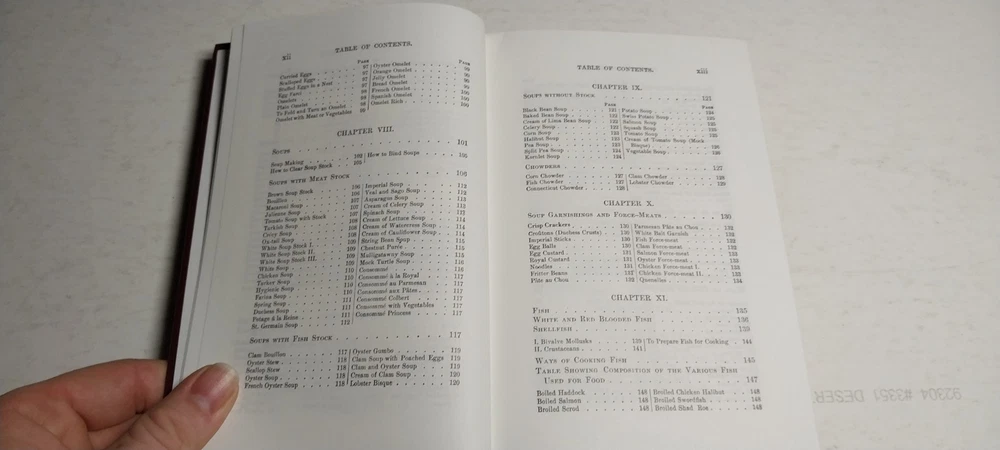 xii TABLE OF CONTENTS.
PAGE PAGE
Curried Eggs . . . . . . . 97
Scalloped Eggs . . . . . . 97
Stuffed Eggs in a Nest . . 97
Egg Farci . . . . . . . . 98
Omelets . . . . . . . . . 98
Plain Omelet . . . . . . . 98
To Fold and Turn an Omelet . 98
Omelet with Meat or Vegetables 99
Oyster Omelet . . . . . . 99
Orange Omelet . . . . . . 99
Jelly Omelet . . . . . . . 99
Bread Omelet . . . . . . . 99
French Omelet . . . . . . 100
Spanish Omelet . . . . . . 100
Omelet Rich . . . . . . . 100
CHAPTER VIII.
SOUPS . . . . . . . . . . 101
Soup Making . . . . . . . 102
How to Clear Soup Stock . . 105
How to Bind Soups . . . . 105
SOUPS WITH MEAT STOCK . . . 106
Brown Soup Stock . . . . . 106
Bouillon . . . . . . . . . 106
Macaroni Soup . . . . . . 107
Julienne Soup . . . . . . 107
Tomato Soup with Stock . . 108
Turkish Soup . . . . . . . 108
Crécy Soup . . . . . . . . 108
Ox-tail Soup . . . . . . . 108
White Soup Stock I. . . . 109
White Soup Stock II. . . . 109
White Soup Stock III. . . 109
White Soup . . . . . . . . 109
Chicken Soup . . . . . . . 110
Turkey Soup . . . . . . . 110
Hygienic Soup . . . . . . 110
Farina Soup . . . . . . . 110
Spring Soup . . . . . . . 111
Duchess Soup . . . . . . . 111
Potage à la Reine . . . . 111
St. Germain Soup . . . . . 112
Imperial Soup . . . . . . 112
Veal and Sago Soup . . . . 112
Asparagus Soup . . . . . . 113
Cream of Celery Soup . . . 113
Spinach Soup . . . . . . . 113
Cream of Lettuce Soup . . 114
Cream of Watercress Soup . 114
Cream of Cauliflower Soup . 114
String Bean Soup . . . . . 115
Chestnut Purée . . . . . . 115
Mulligatawny Soup . . . . 115
Mock Turtle Soup . . . . . 116
Consommé . . . . . . . . . 116
Consommé à la Royal . . . 117
Consommé au Parmesan . . . 117
Consommé aux Pâtes . . . . 117
Consommé Colbert . . . . . 117
Consommé with Vegetables . 117
Consommé Princess . . . . 117
SOUPS WITH FISH STOCK . . . 117
Clam Bouillon . . . . . . 117
Oyster Stew . . . . . . . 118
Scallop Stew . . . . . . . 118
Oyster Soup . . . . . . . 118
French Oyster Soup . . . . 118
Oyster Gumbo . . . . . . . 119
Clam Soup with Poached Eggs 119
Clam and Oyster Soup . . . 119
Cream of Clam Soup . . . . 120
Lobster Bisque . . . . . . 120
TABLE OF CONTENTS. xiii
CHAPTER IX.
SOUPS WITHOUT STOCK . . . . 121
PAGE PAGE
Black Bean Soup . . . . . 121
Baked Bean Soup . . . . . 122
Cream of Lima Bean Soup . . 122
Celery Soup . . . . . . . 122
Corn Soup . . . . . . . . 123
Halibut Soup . . . . . . . 123
Pea Soup . . . . . . . . . 123
Split Pea Soup . . . . . . 124
Kornlet Soup . . . . . . . 124
Potato Soup . . . . . . . 124
Swiss Potato Soup . . . . 124
Salmon Soup . . . . . . . 125
Squash Soup . . . . . . . 125
Tomato Soup . . . . . . . 125
Cream of Tomato Soup (Mock
Bisque) . . . . . . . . . 126
Vegetable Soup . . . . . . 126
CHOWDERS . . . . . . . . . 127
Corn Chowder . . . . . . . 127
Fish Chowder . . . . . . . 127
Connecticut Chowder . . . 128
Clam Chowder . . . . . . . 128
Lobster Chowder . . . . . 129
CHAPTER X.
SOUP GARNISHINGS AND FORCE-MEATS . . . 130
Crisp Crackers . . . . . . 130
Croûtons (Duchess Crusts) . 130
Imperial Sticks . . . . . 130
Egg Balls . . . . . . . . 130
Egg Custard . . . . . . . 131
Royal Custard . . . . . . 131
Noodles . . . . . . . . . 131
Fritter Beans . . . . . . 132
Pâte au Chou . . . . . . . 132
Parmesan Pâte au Chou . . 132
White Bait Garnish . . . . 132
Fish Force-meat . . . . . 132
Clam Force-meat . . . . . 133
Salmon Force-meat . . . . 133
Oyster Force-meat . . . . 133
Chicken Force-meat I. . . 133
Chicken Force-meat II. . . 133
Quenelles . . . . . . . . 134
CHAPTER XI.
FISH . . . . . . . . . . . 135
WHITE AND RED BLOODED FISH . . 136
SHELLFISH . . . . . . . . . 139
I. Bivalve Mollusks . . . 139
II. Crustaceans . . . . . 141
To Prepare Fish for Cooking . 144
WAYS OF COOKING FISH . . . 145
TABLE SHOWING COMPOSITION OF THE VARIOUS FISH
USED FOR FOOD . . . . . . . 147
Boiled Haddock . . . . . . 148
Boiled Salmon . . . . . . 148
Broiled Scrod . . . . . . 148
Broiled Chicken Halibut . . 148
Broiled Swordfish . . . . 148
Broiled Shad Roe . . . . . 148
92304 #3351 DESER